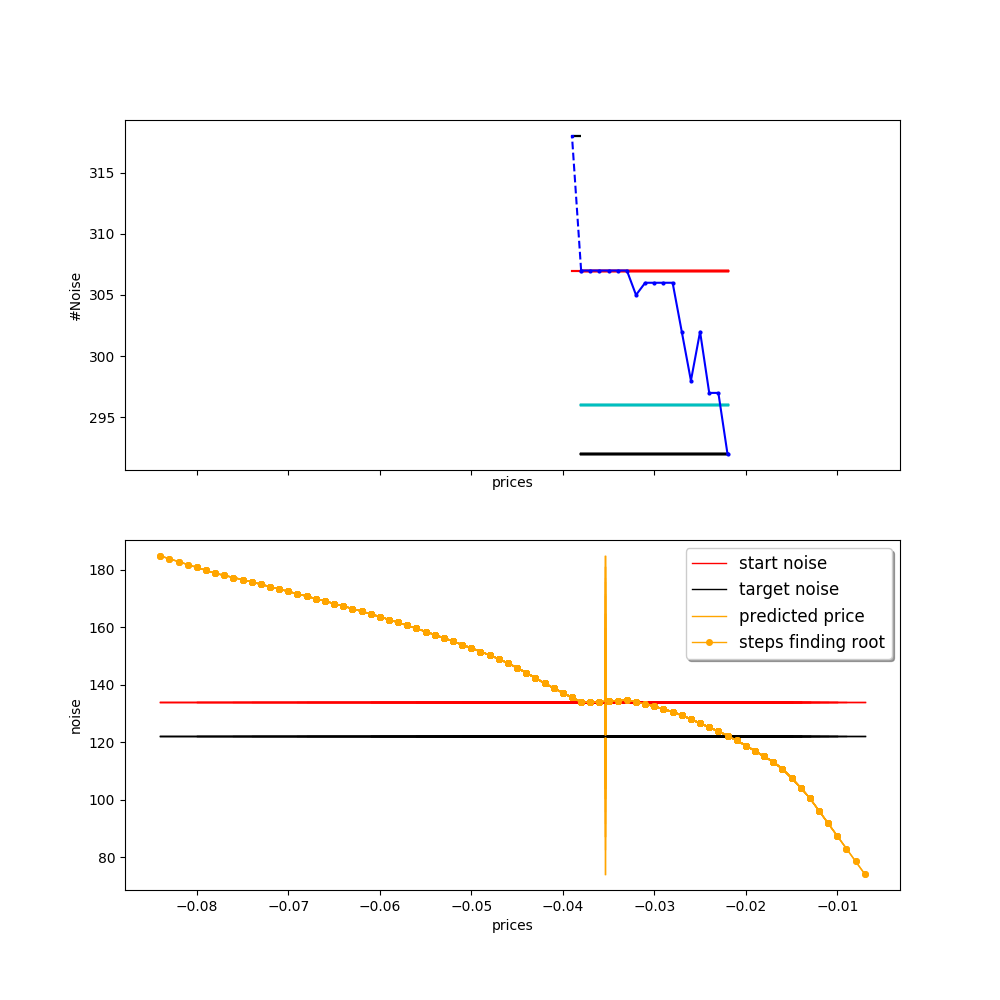 315
310
305
300
295
#Noise
prices
180
160
140
120
100
80
noise
start noise
target noise
predicted price
steps finding root
−0.08 −0.07 −0.06 −0.05 −0.04 −0.03 −0.02 −0.01
prices